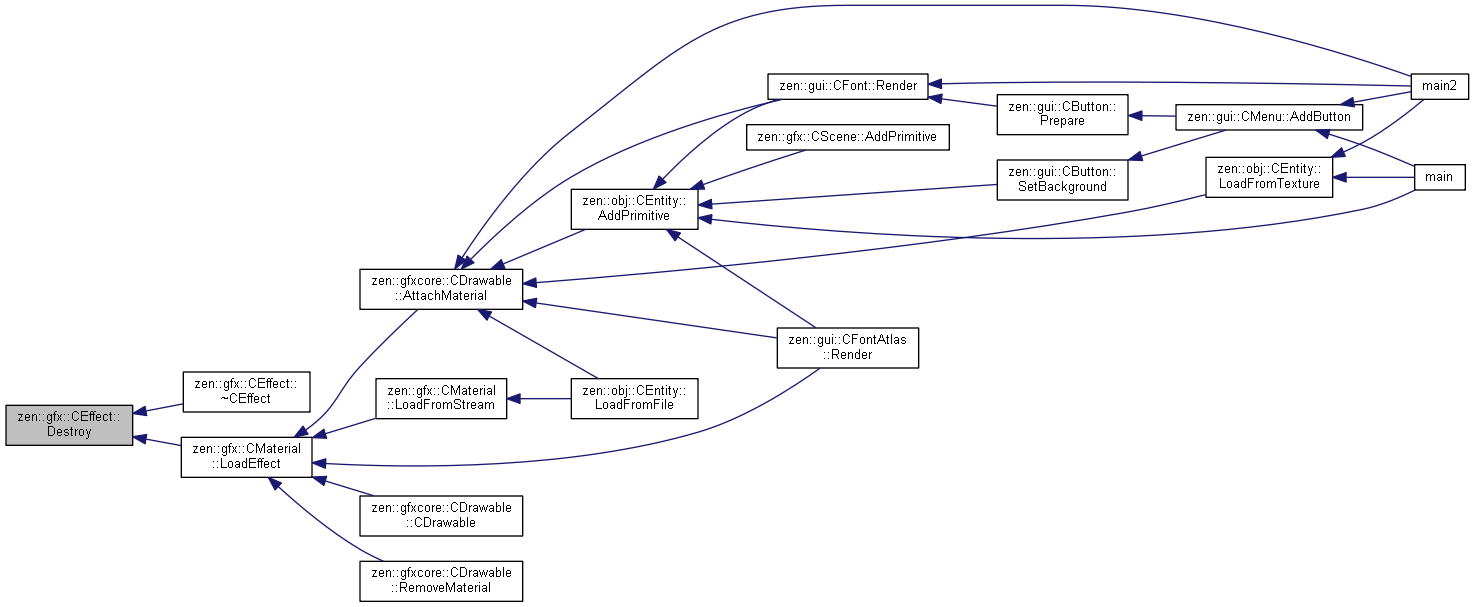 zen::gfx::CEffect::
Destroy
zen::gfx::CEffect::
~CEffect
zen::gfx::CMaterial
::LoadEffect
zen::gfxcore::CDrawable
::AttachMaterial
zen::gfx::CMaterial
::LoadFromStream
zen::gfxcore::CDrawable
::CDrawable
zen::gfxcore::CDrawable
::RemoveMaterial
zen::obj::CEntity::
AddPrimitive
zen::obj::CEntity::
LoadFromFile
zen::gui::CFont::Render
zen::gfx::CScene::AddPrimitive
zen::gui::CFontAtlas
::Render
zen::gui::CButton::
Prepare
zen::gui::CButton::
SetBackground
zen::gui::CMenu::AddButton
zen::obj::CEntity::
LoadFromTexture
main2
main